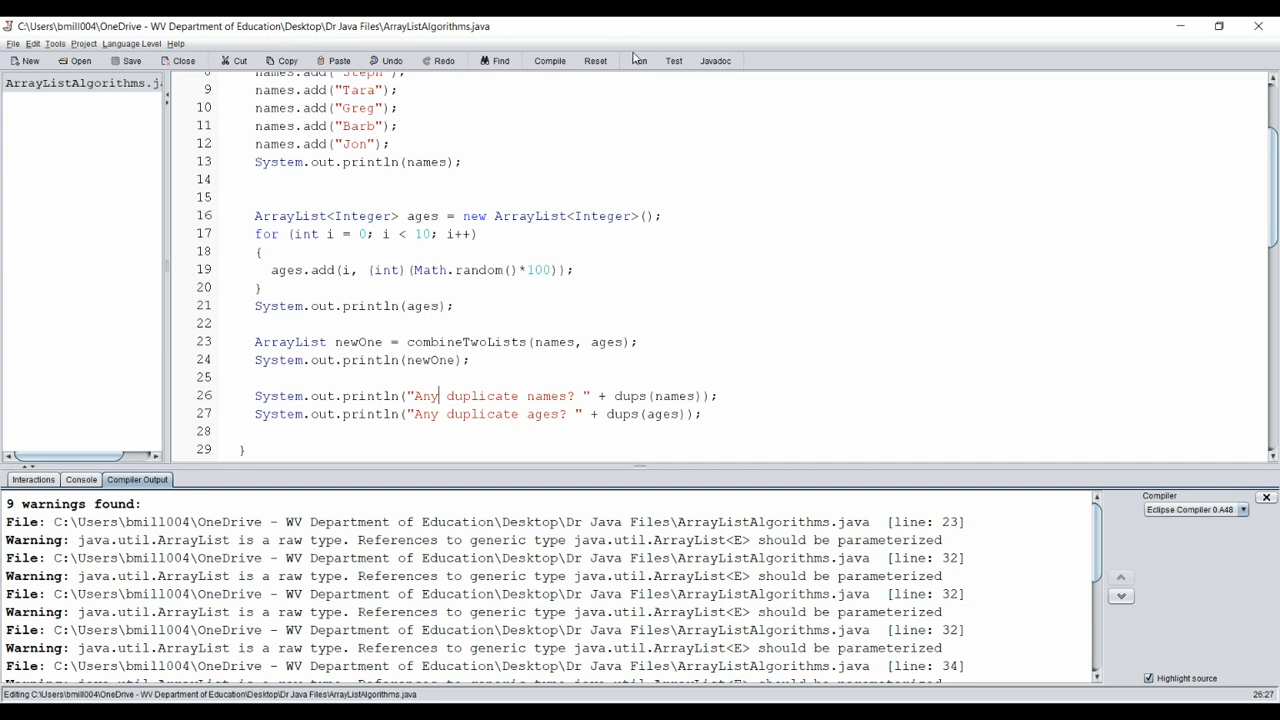 C:\Users\bmill004\OneDrive - WV Department of Education\Desktop\Dr Java Files\ArrayListAlgorithms.java
File Edit Tools Project Language Level Help
New Open Save Close Cut Copy Paste Undo Redo Find Compile Reset Test Javadoc
ArrayListAlgorithms.ja
8 names.add("Steph");
9 names.add("Tara");
10 names.add("Greg");
11 names.add("Barb");
12 names.add("Jon");
13 System.out.println(names);
14
15
16 ArrayList<Integer> ages = new ArrayList<Integer>();
17 for (int i = 0; i < 10; i++)
18 {
19 ages.add(i, (int)(Math.random()*100));
20 }
21 System.out.println(ages);
22
23 ArrayList newOne = combineTwoLists(names, ages);
24 System.out.println(newOne);
25
26 System.out.println("Any duplicate names? " + dups(names));
27 System.out.println("Any duplicate ages? " + dups(ages));
28
29 }
Interactions Console Compiler Output
9 warnings found:
File: C:\Users\bmill004\OneDrive - WV Department of Education\Desktop\Dr Java Files\ArrayListAlgorithms.java [line: 23]
Warning: java.util.ArrayList is a raw type. References to generic type java.util.ArrayList<E> should be parameterized
File: C:\Users\bmill004\OneDrive - WV Department of Education\Desktop\Dr Java Files\ArrayListAlgorithms.java [line: 32]
Warning: java.util.ArrayList is a raw type. References to generic type java.util.ArrayList<E> should be parameterized
File: C:\Users\bmill004\OneDrive - WV Department of Education\Desktop\Dr Java Files\ArrayListAlgorithms.java [line: 32]
Warning: java.util.ArrayList is a raw type. References to generic type java.util.ArrayList<E> should be parameterized
File: C:\Users\bmill004\OneDrive - WV Department of Education\Desktop\Dr Java Files\ArrayListAlgorithms.java [line: 32]
Warning: java.util.ArrayList is a raw type. References to generic type java.util.ArrayList<E> should be parameterized
File: C:\Users\bmill004\OneDrive - WV Department of Education\Desktop\Dr Java Files\ArrayListAlgorithms.java [line: 34]
Compiler
Eclipse Compiler 0.A48
Highlight source
Editing C:\Users\bmill004\OneDrive - WV Department of Education\Desktop\Dr Java Files\ArrayListAlgorithms.java
26:27